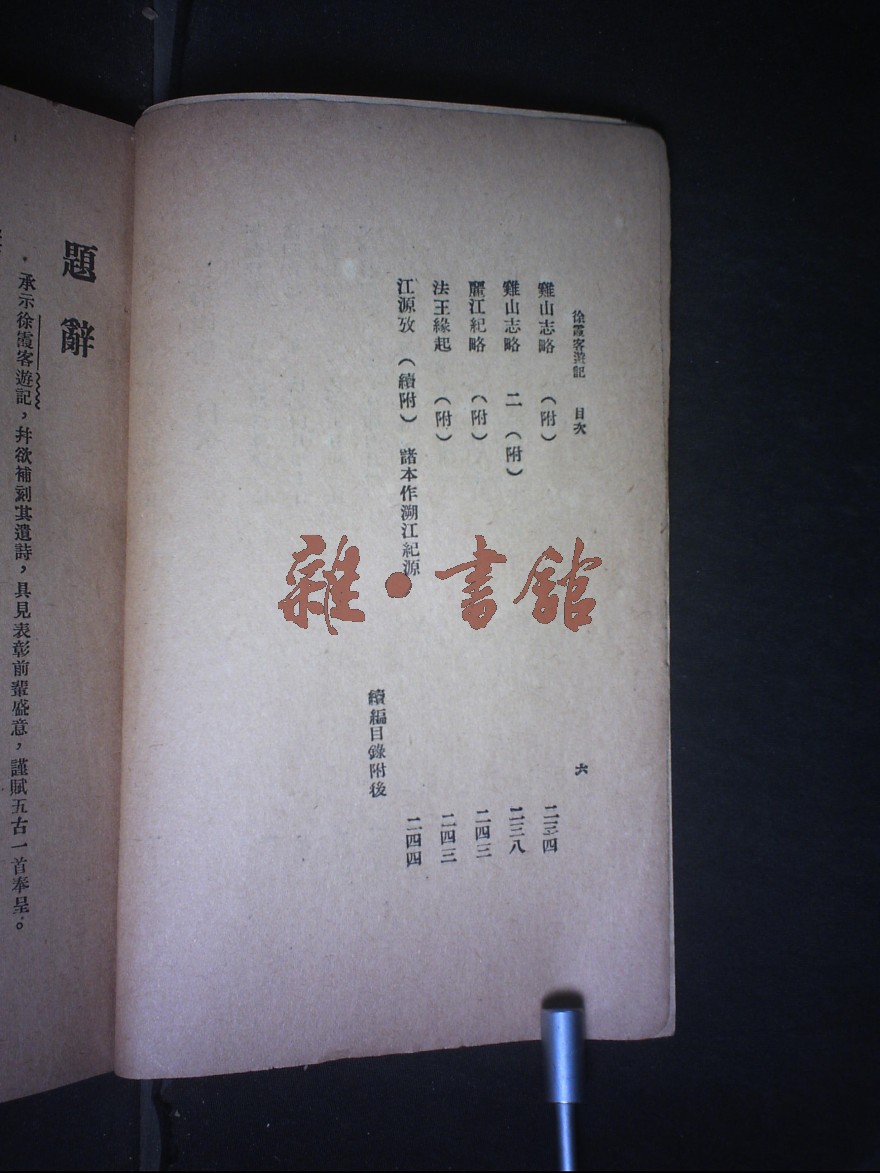 徐霞客遊記　目次　六
雞山志略　（附）　二三四
雞山志略　二（附）　二三八
麗江紀略　（附）　二四三
法王緣起　（附）　二四三
江源攷　（續附）　諸本作溯江紀源　二四四
續編目錄附後
題辭
承示徐霞客遊記，幷欲補刻其遺詩，具見表彰前輩盛意，謹賦五古一首奉呈。
雜·書館